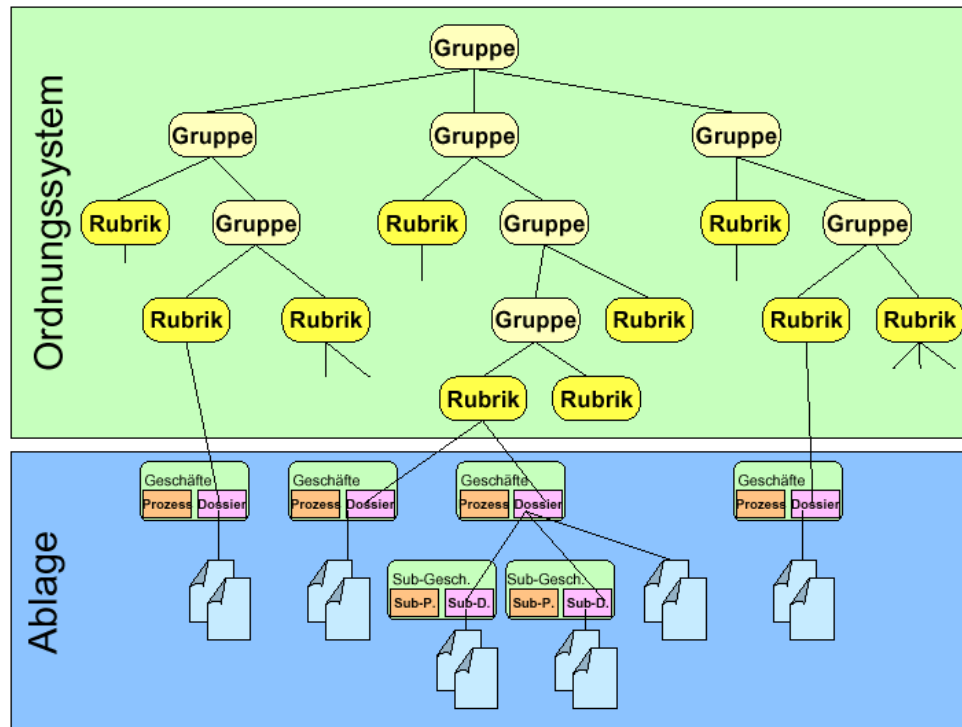 Ordnungssystem
Gruppe
Gruppe Gruppe Gruppe
Rubrik Gruppe Rubrik Gruppe Rubrik Gruppe
Rubrik Rubrik Gruppe Rubrik Rubrik Rubrik
Rubrik Rubrik
Ablage
Geschäfte Geschäfte Geschäfte Geschäfte
Prozess Dossier Prozess Dossier Prozess Dossier Prozess Dossier
Sub-Gesch. Sub-Gesch.
Sub-P. Sub-D. Sub-P. Sub-D.